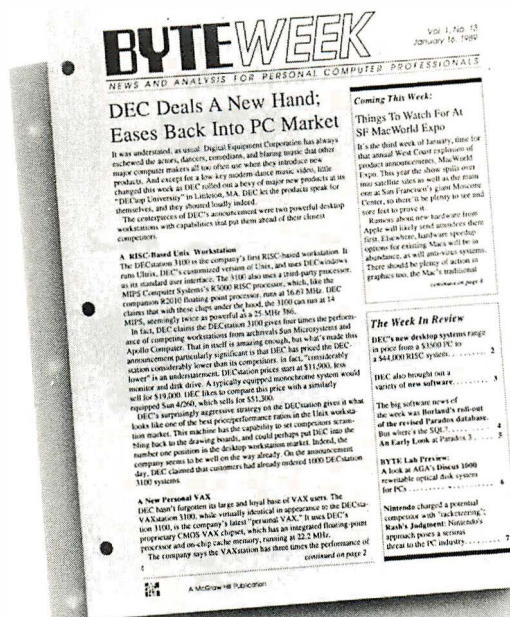 BYTEWEEK
Vol. 1, No. 13
January 16, 1989
NEWS AND ANALYSIS FOR PERSONAL COMPUTER PROFESSIONALS
DEC Deals A New Hand;
Eases Back Into PC Market
It was understated, as usual. Digital Equipment Corporation has always
eschewed the actors, dancers, comedians, and blaring music that other
major computer makers all too often use when they introduce new
products. And except for a low-key modern-dance music video, little
changed this week as DEC rolled out a bevy of major new products at its
"DECtop University" in Littleton, MA. DEC let the products speak for
themselves, and they shouted loudly indeed.
The centerpieces of DEC's announcement were two powerful desktop
workstations with capabilities that put them ahead of their closest
competitors.
A RISC-Based Unix Workstation
The DECstation 3100 is the company's first RISC-based workstation. It
runs Ultrix, DEC's customized version of Unix, and uses DECwindows
as its standard user interface. The 3100 also uses a third-party processor,
MIPS Computer Systems's R3000 RISC processor, which, like the
companion R2010 floating point processor, runs at 16.67 MHz. DEC
claims that with these chips under the hood, the 3100 can run at 14
MIPS, seemingly twice as powerful as a 25-MHz 386.
In fact, DEC claims the DECstation 3100 gives four times the perform-
ance of competing workstations from archrivals Sun Microsystems and
Apollo Computer. That in itself is amazing enough, but what's made this
announcement particularly significant is that DEC has priced the DEC-
station considerably lower than its competitors. In fact, "considerably
lower" is an understatement. DECstation prices start at $11,900, less
monitor and disk drive. A typically equipped monochrome system would
sell for $19,000. DEC likes to compare this price with a similarly
equipped Sun 4/260, which sells for $51,300.
DEC's surprisingly aggressive strategy on the DECstation gives it what
looks like one of the best price/performance ratios in the Unix worksta-
tion market. This machine has the capability to set competitors scram-
bling back to the drawing boards, and could perhaps put DEC into the
number one position in the desktop workstation market. Indeed, the
company seems to be well on the way already. On the announcement
day, DEC claimed that customers had already ordered 1000 DECstation
3100 systems.
A New Personal VAX
DEC hasn't forgotten its large and loyal base of VAX users. The
VAXstation 3100, while virtually identical in appearance to the DECsta-
tion 3100, is the company's latest "personal VAX." It uses DEC's
proprietary CMOS VAX chipset, which has an integrated floating-point
processor and on-chip cache memory, running at 22.2 MHz.
The company says the VAXstation has three times the performance of
continued on page 2
Coming This Week:
Things To Watch For At
SF MacWorld Expo
It's the third week of January, time for
that annual West Coast explosion of
product announcements, MacWorld
Expo. This year the show spills over
into satellite sites as well as the main
one at San Francisco's giant Moscone
Center, so there'll be plenty to see and
sore feet to prove it.
Rumors about new hardware from
Apple will likely send attendees there
first. Elsewhere, hardware speedup
options for existing Macs will be in
abundance, as will anti-virus systems.
There should be plenty of action in
graphics too, the Mac's traditional
continued on page 4
The Week In Review
DEC's new desktop systems range
in price from a $3500 PC to
a $44,000 RISC system. . . . . . . . 2
DEC also brought out a
variety of new software. . . . . . . . 3
The big software news of
the week was Borland's roll-out
of the revised Paradox database.
But where's the SQL? . . . . . . . . 4
An Early Look at Paradox 3 . . . . 5
BYTE Lab Preview:
A look at AGA's Discus 1000
rewritable optical disk system
for PCs . . . . . . . . . . . . . . 6
Nintendo charged a potential
competitor with "racketeering";
Rash's Judgment: Nintendo's
approach poses a serious
threat to the PC industry. . . . . . . 7
A McGraw Hill Publication